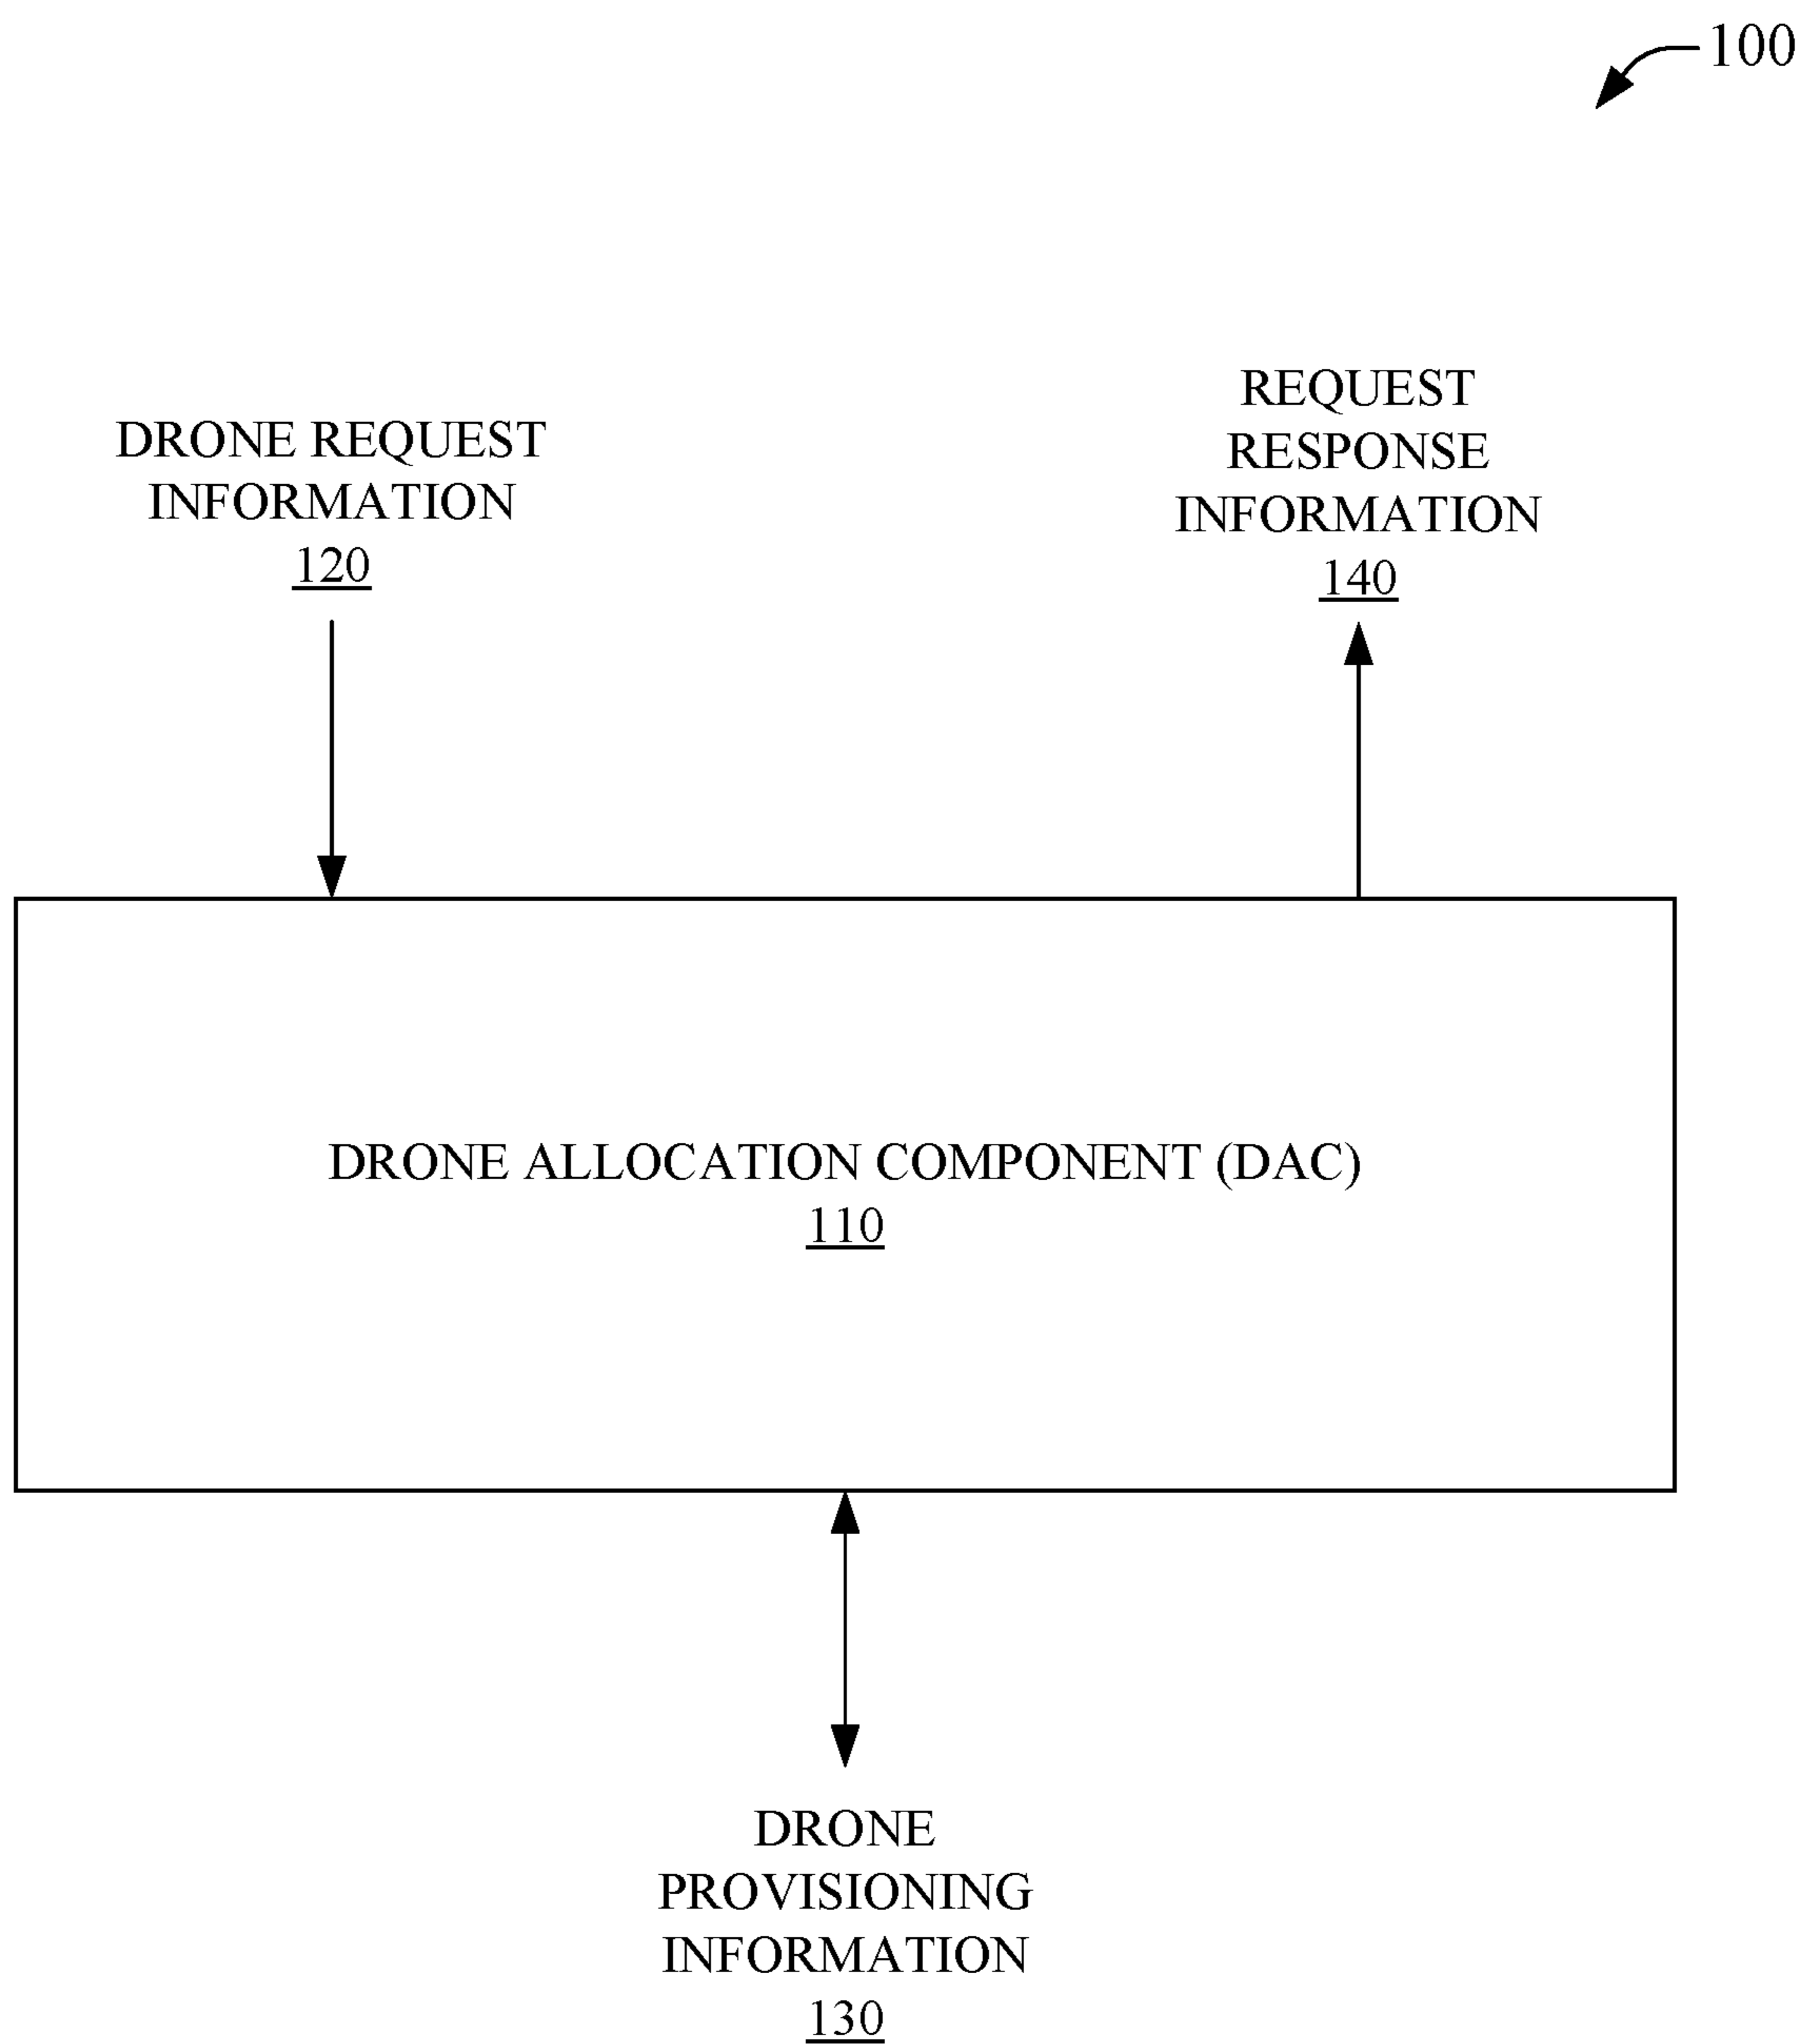 100
DRONE REQUEST
INFORMATION
120
REQUEST
RESPONSE
INFORMATION
140
DRONE ALLOCATION COMPONENT (DAC)
110
DRONE
PROVISIONING
INFORMATION
130